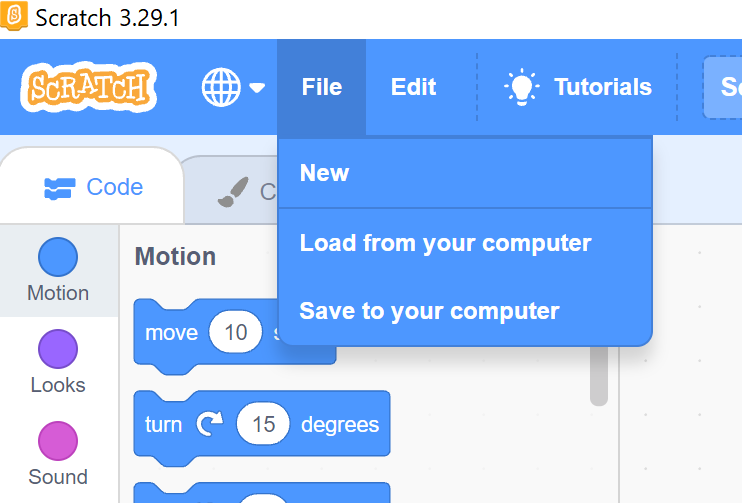 Scratch 3.29.1
SCRATCH File Edit Tutorials
New
Load from your computer
Save to your computer
Code
Motion
Looks
Sound
Motion
move 10
turn 15 degrees